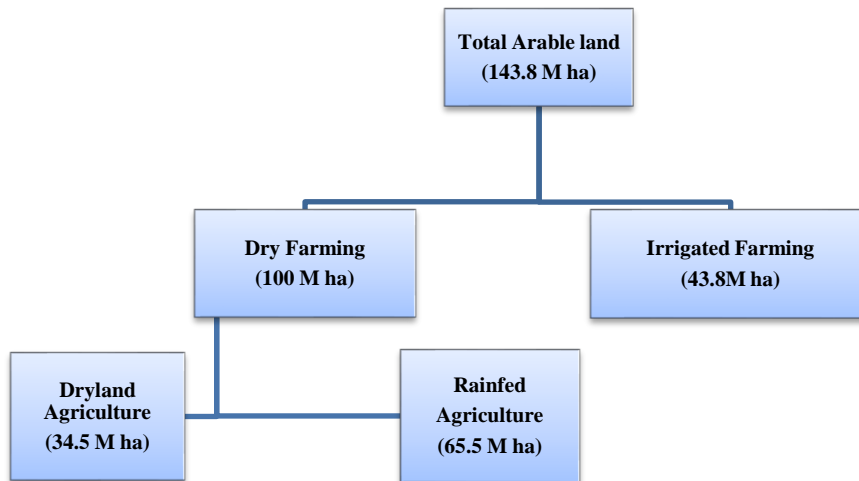 Total Arable land
(143.8 M ha)
Dry Farming
(100 M ha)
Irrigated Farming
(43.8M ha)
Dryland
Agriculture
(34.5 M ha)
Rainfed
Agriculture
(65.5 M ha)